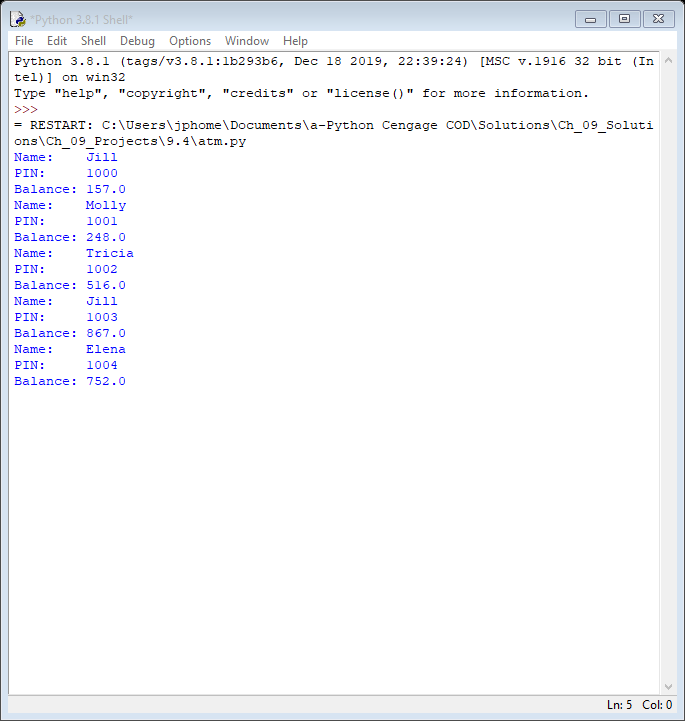 *Python 3.8.1 Shell*
File Edit Shell Debug Options Window Help
Python 3.8.1 (tags/v3.8.1:1b293b6, Dec 18 2019, 22:39:24) [MSC v.1916 32 bit (In
tel)] on win32
Type "help", "copyright", "credits" or "license()" for more information.
>>>
= RESTART: C:\Users\jphome\Documents\a-Python Cengage COD\Solutions\Ch_09_Soluti
ons\Ch_09_Projects\9.4\atm.py
Name:    Jill
PIN:     1000
Balance: 157.0
Name:    Molly
PIN:     1001
Balance: 248.0
Name:    Tricia
PIN:     1002
Balance: 516.0
Name:    Jill
PIN:     1003
Balance: 867.0
Name:    Elena
PIN:     1004
Balance: 752.0
Ln: 5 Col: 0